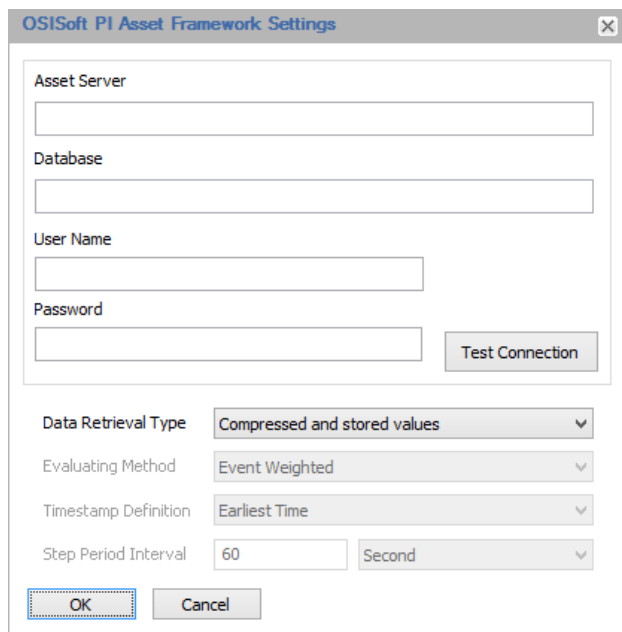 OSISoft PI Asset Framework Settings
Asset Server
Database
User Name
Password
Test Connection
Data Retrieval Type Compressed and stored values
Evaluating Method Event Weighted
Timestamp Definition Earliest Time
Step Period Interval 60 Second
OK Cancel